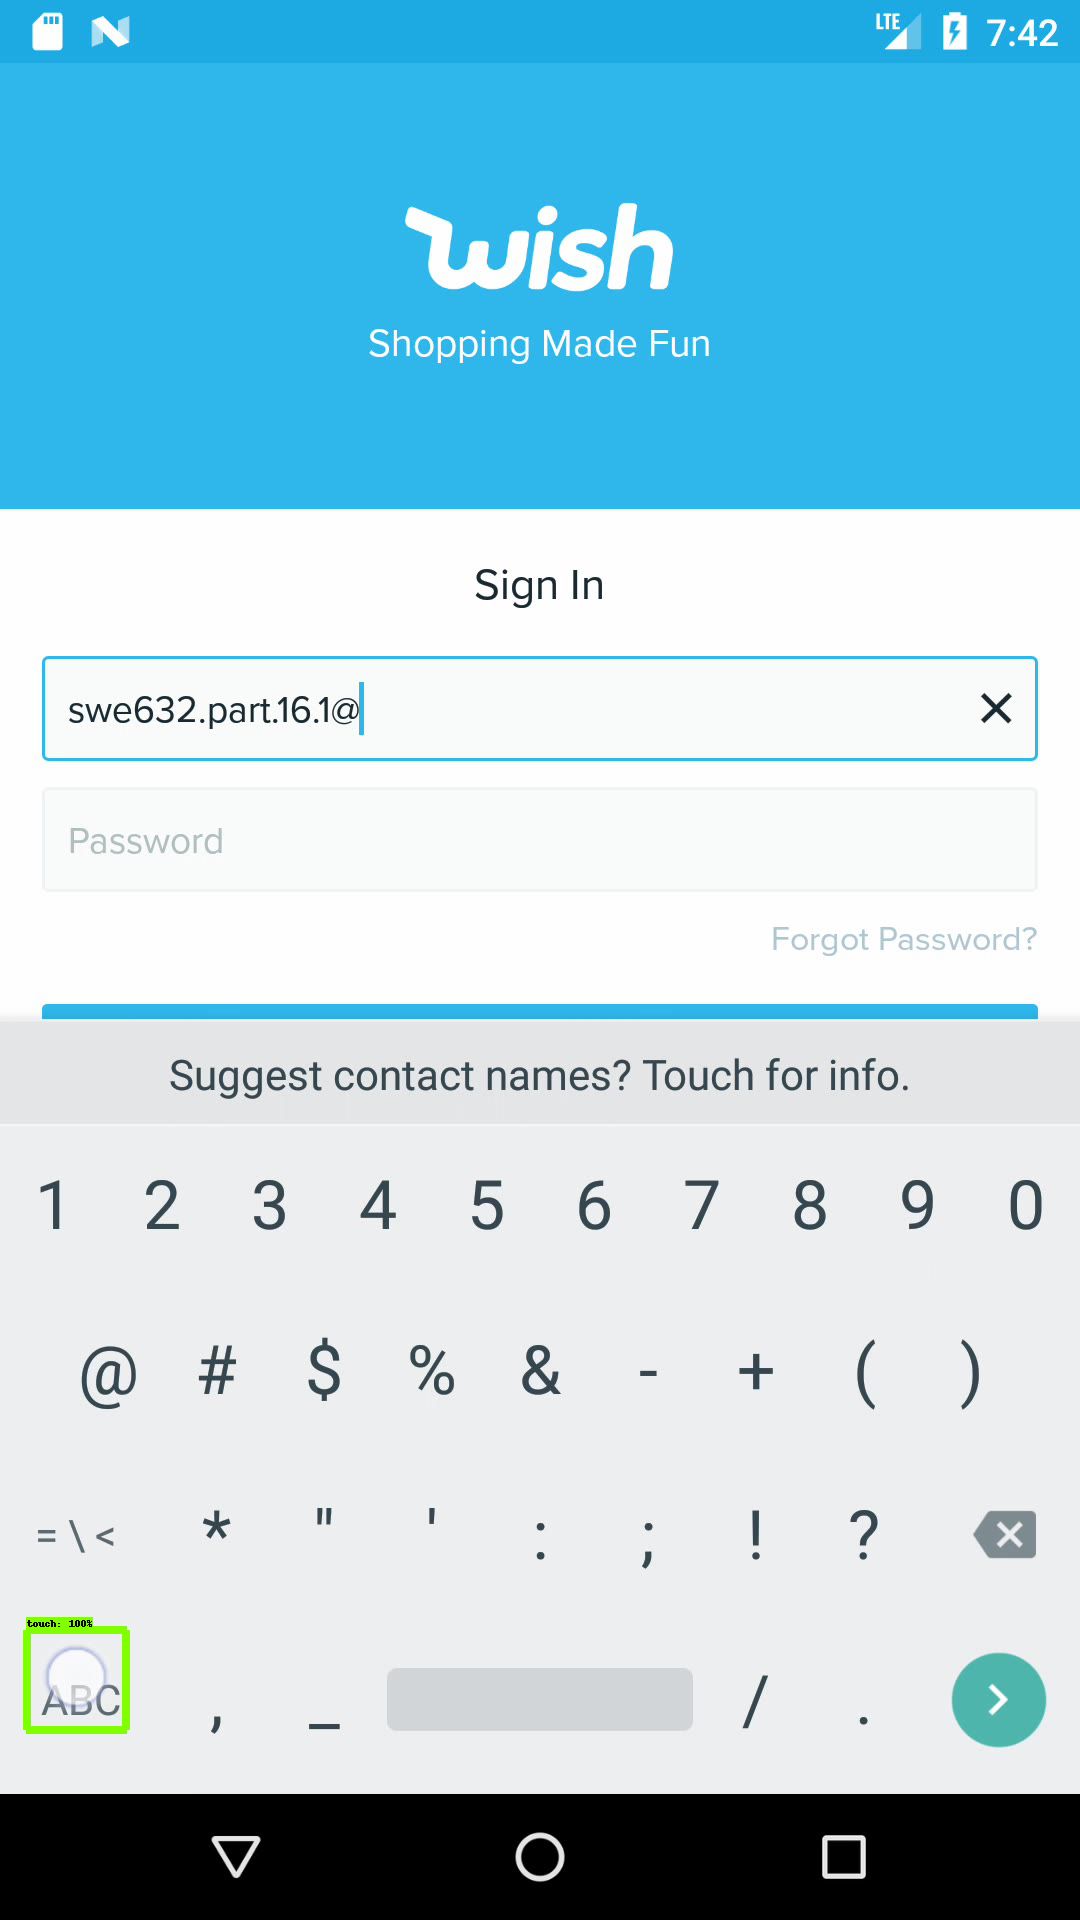 LTE 7:42
wish
Shopping Made Fun
Sign In
swe632.part.16.1@
Password
Forgot Password?
Suggest contact names? Touch for info.
1 2 3 4 5 6 7 8 9 0
@ # $ % & - + ( )
= \ < * " ' : ; ! ?
touch: 100%
ABC , _ / .